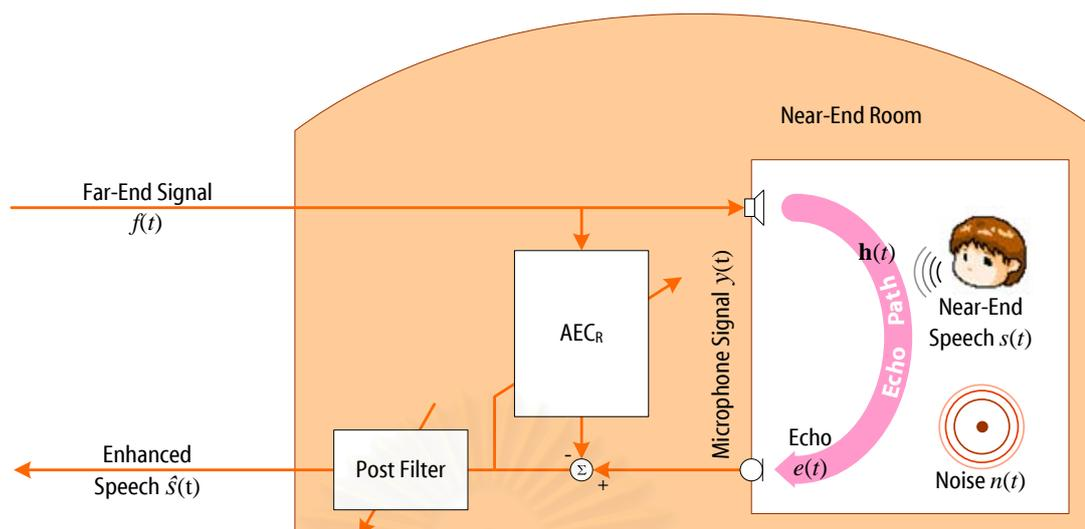 Near-End Room
Far-End Signal
f(t)
h(t)
Echo Path
Microphone Signal y(t)
AEC_R
Near-End
Speech s(t)
Echo
e(t)
Noise n(t)
-
Σ
+
Post Filter
Enhanced
Speech ŝ(t)